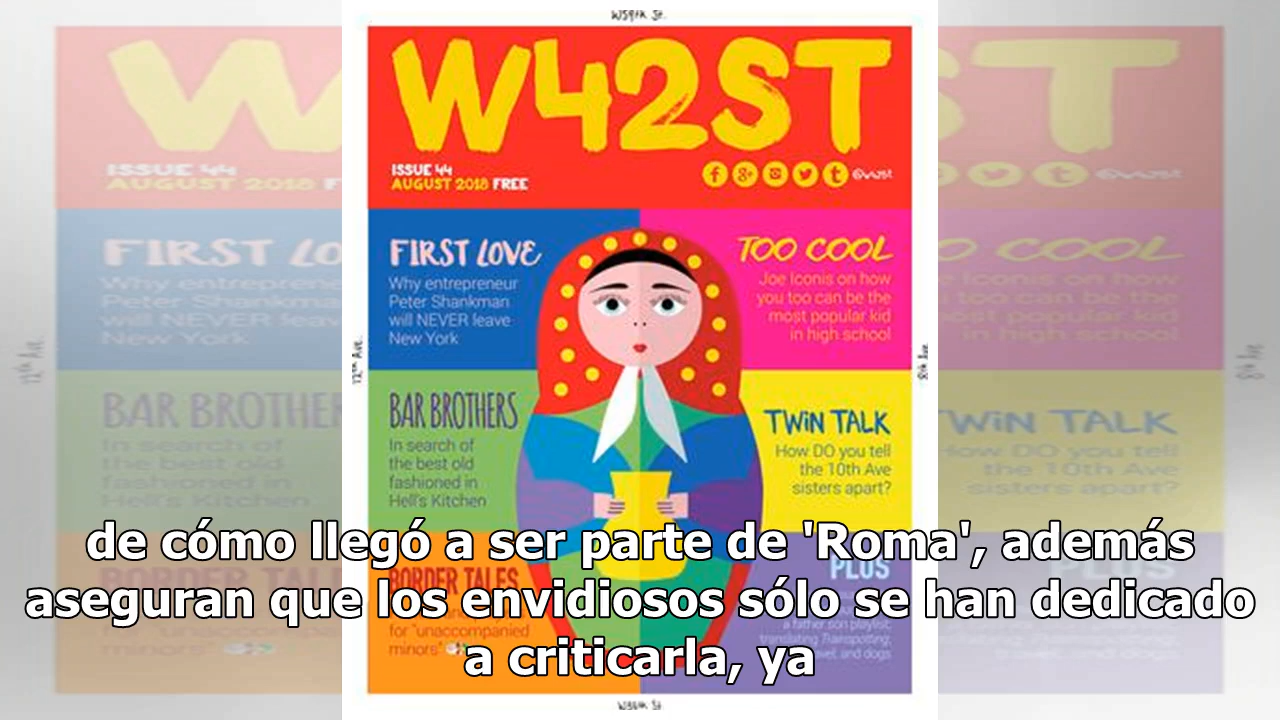 W59th St.
W42ST
ISSUE 44
AUGUST 2018 FREE
@w42st
FIRST LOVE
Why entrepreneur
Peter Shankman
will NEVER leave
New York
TOO COOL
Joe Iconis on how
you too can be the
most popular kid
in high school
12th Ave.
8th Ave.
BAR BROTHERS
In search of
the best old
fashioned in
Hell's Kitchen
TWiN TALK
How DO you tell
the 10th Ave
sisters apart?
BORDER TALES
for "unaccompanied
minors"
PLUS
a father son playlist,
translating Trainspotting,
travel and dogs
de cómo llegó a ser parte de 'Roma', además
aseguran que los envidiosos sólo se han dedicado
a criticarla, ya